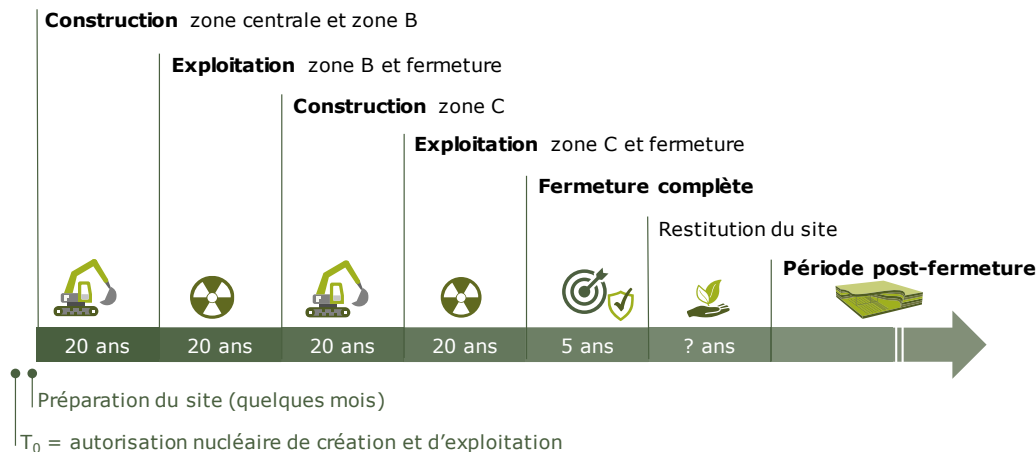 Construction zone centrale et zone B
Exploitation zone B et fermeture
Construction zone C
Exploitation zone C et fermeture
Fermeture complète
Restitution du site
Période post-fermeture
20 ans 20 ans 20 ans 20 ans 5 ans ? ans
Préparation du site (quelques mois)
T₀ = autorisation nucléaire de création et d’exploitation